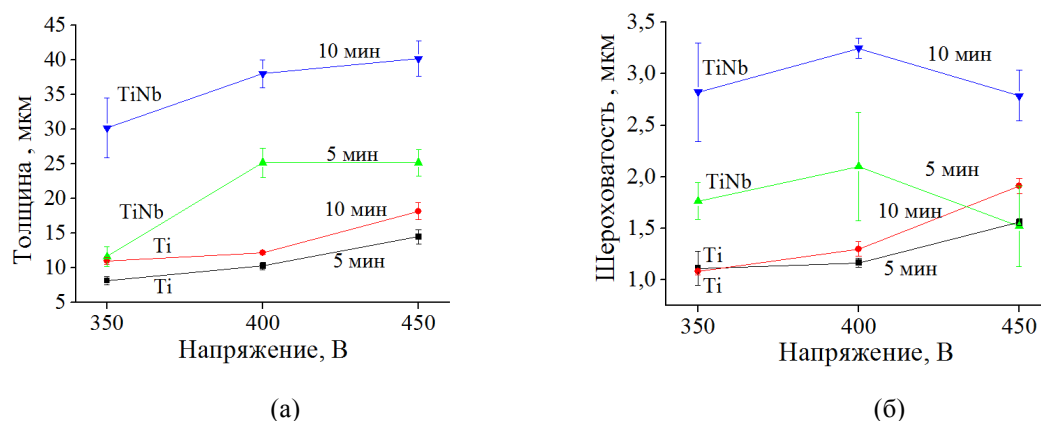 Толщина , мкм
45
40
35
30
25
20
15
10
5
TiNb
10 мин
5 мин
TiNb
10 мин
Ti
5 мин
Ti
350
400
450
Напряжение, В
(а)
Шероховатость , мкм
3,5
3,0
2,5
2,0
1,5
1,0
10 мин
TiNb
5 мин
TiNb
10 мин
Ti
5 мин
Ti
350
400
450
Напряжение, В
(б)